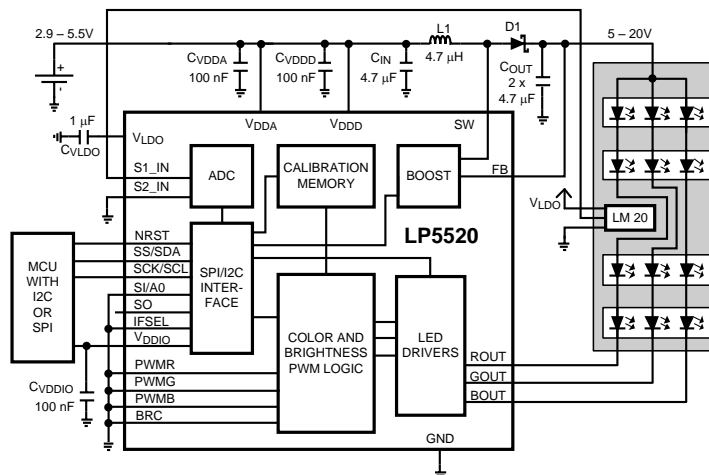 2.9 – 5.5V
L1
D1
5 – 20V
CVDDA
100 nF
CVDDD
100 nF
CIN
4.7 µF
4.7 µH
COUT
2 x
4.7 µF
+
-
1 µF
CVLDO
VLDO
VDDA
VDDD
SW
S1_IN
S2_IN
ADC
CALIBRATION
MEMORY
BOOST
FB
VLDO
LM 20
LP5520
MCU
WITH
I2C
OR
SPI
NRST
SS/SDA
SCK/SCL
SI/A0
SO
IFSEL
VDDIO
SPI/I2C
INTER-
FACE
COLOR AND
BRIGHTNESS
PWM LOGIC
LED
DRIVERS
ROUT
GOUT
BOUT
CVDDIO
100 nF
PWMR
PWMG
PWMB
BRC
GND